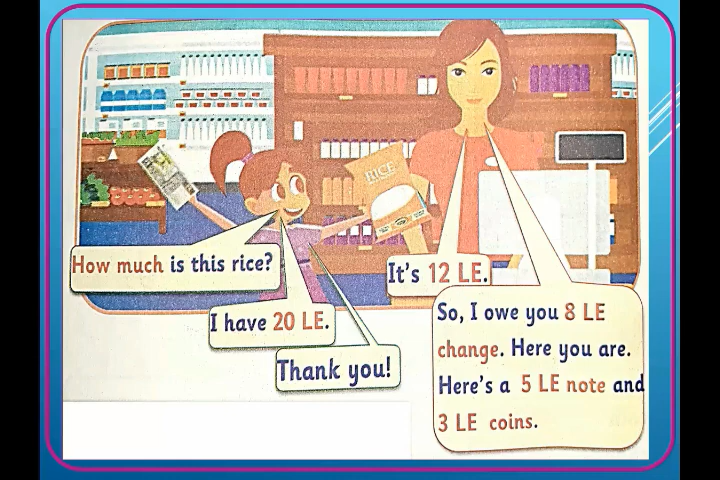 RICE
How much is this rice?
It's 12 LE.
I have 20 LE.
So, I owe you 8 LE
change. Here you are.
Here's a 5 LE note and
3 LE coins.
Thank you!